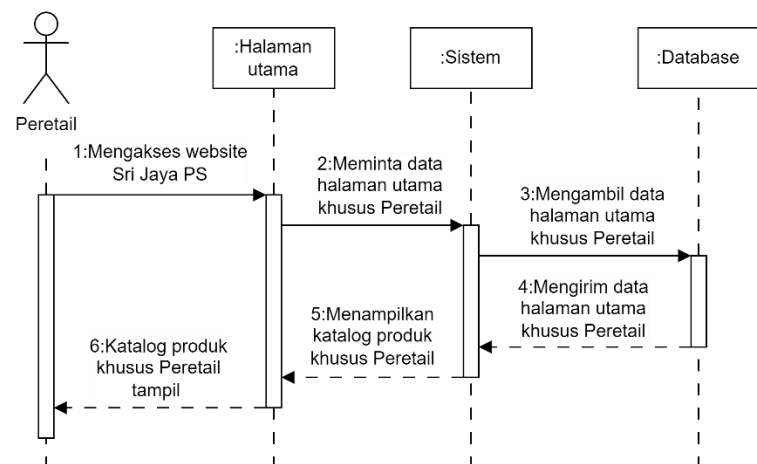 :Halaman
utama
:Sistem
:Database
Peretail
1:Mengakses website
Sri Jaya PS
2:Meminta data
halaman utama
khusus Peretail
3:Mengambil data
halaman utama
khusus Peretail
4:Mengirim data
halaman utama
khusus Peretail
5:Menampilkan
katalog produk
khusus Peretail
6:Katalog produk
khusus Peretail
tampil